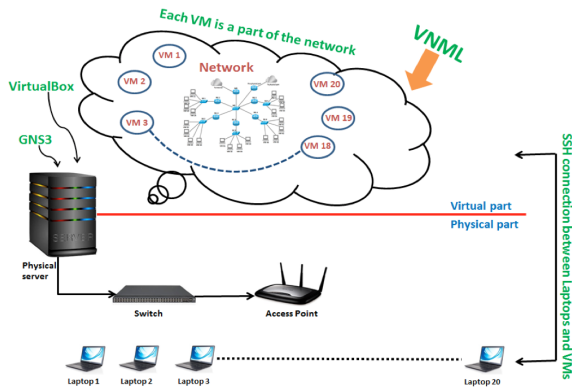 Each VM is a part of the network
VNML
VM 1
Network
VirtualBox
VM 2
VM 20
VM 3
VM 19
GNS3
VM 18
SSH connection between Laptops and VMs
Virtual part
Physical part
Physical
server
Switch
Access Point
Laptop 1
Laptop 2
Laptop 3
Laptop 20